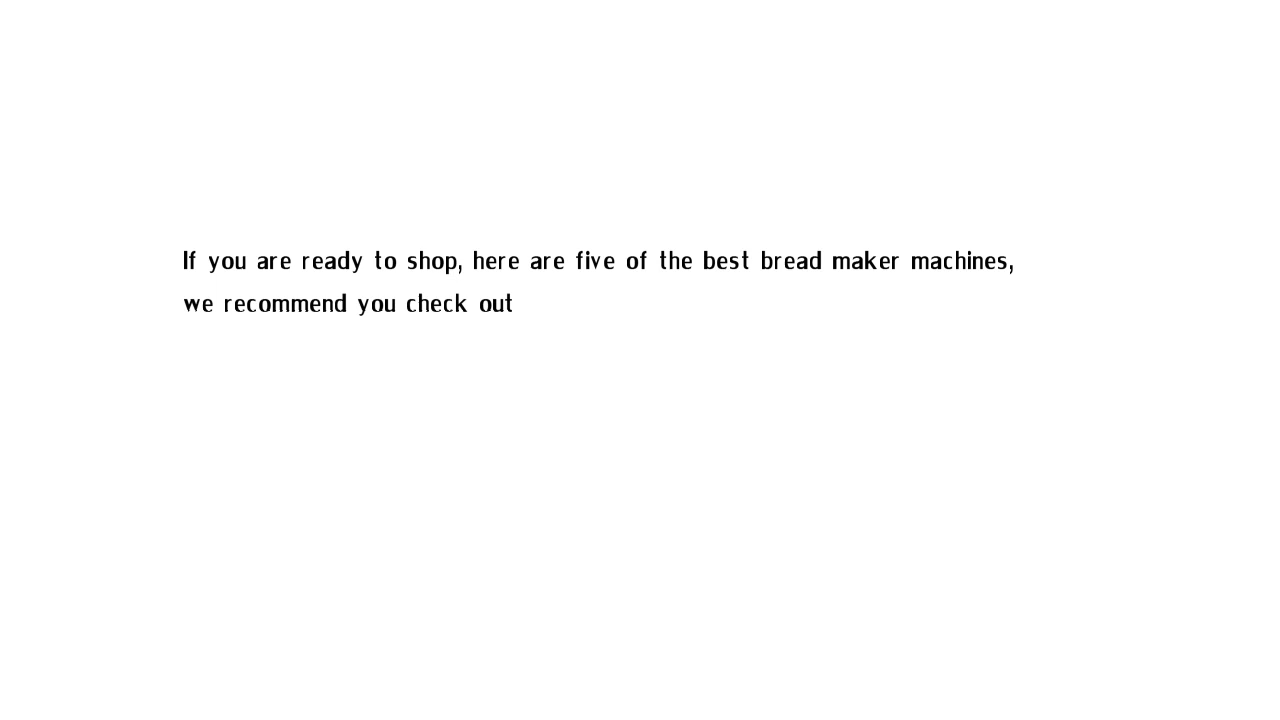 If you are ready to shop, here are five of the best bread maker machines,
we recommend you check out